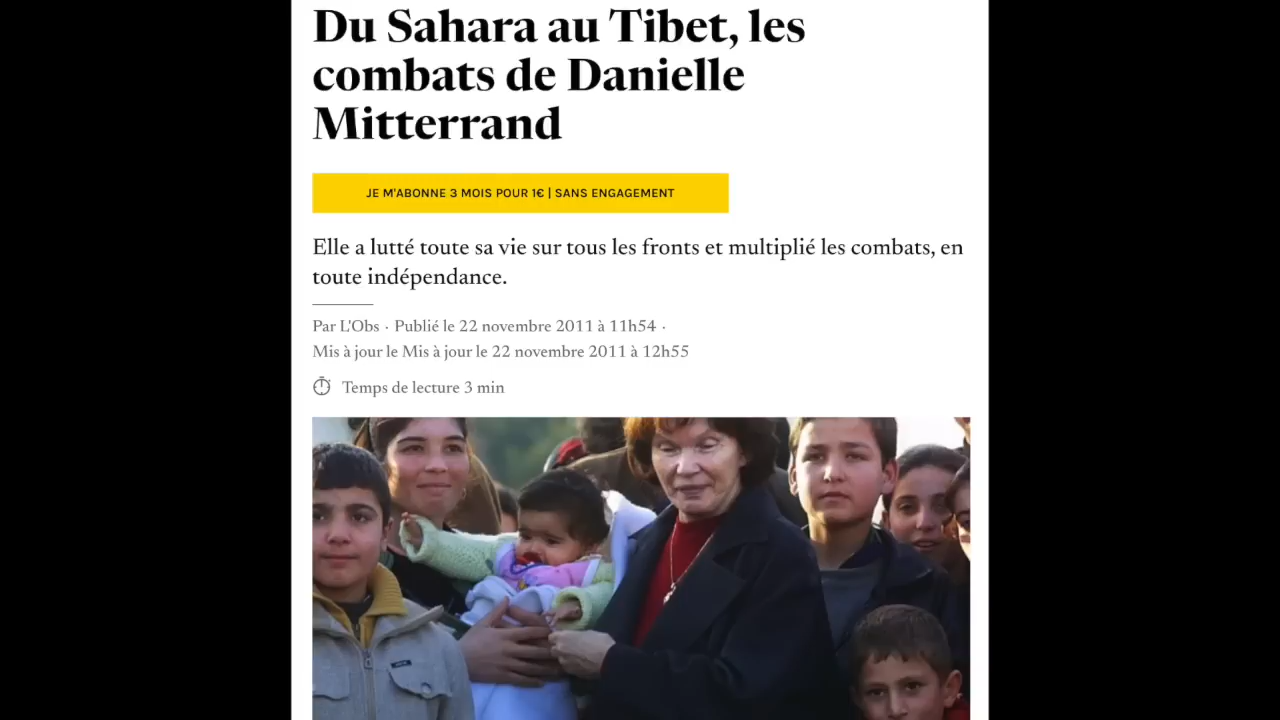 Du Sahara au Tibet, les
combats de Danielle
Mitterrand
JE M'ABONNE 3 MOIS POUR 1€ | SANS ENGAGEMENT
Elle a lutté toute sa vie sur tous les fronts et multiplié les combats, en
toute indépendance.
Par L'Obs · Publié le 22 novembre 2011 à 11h54 ·
Mis à jour le Mis à jour le 22 novembre 2011 à 12h55
Temps de lecture 3 min